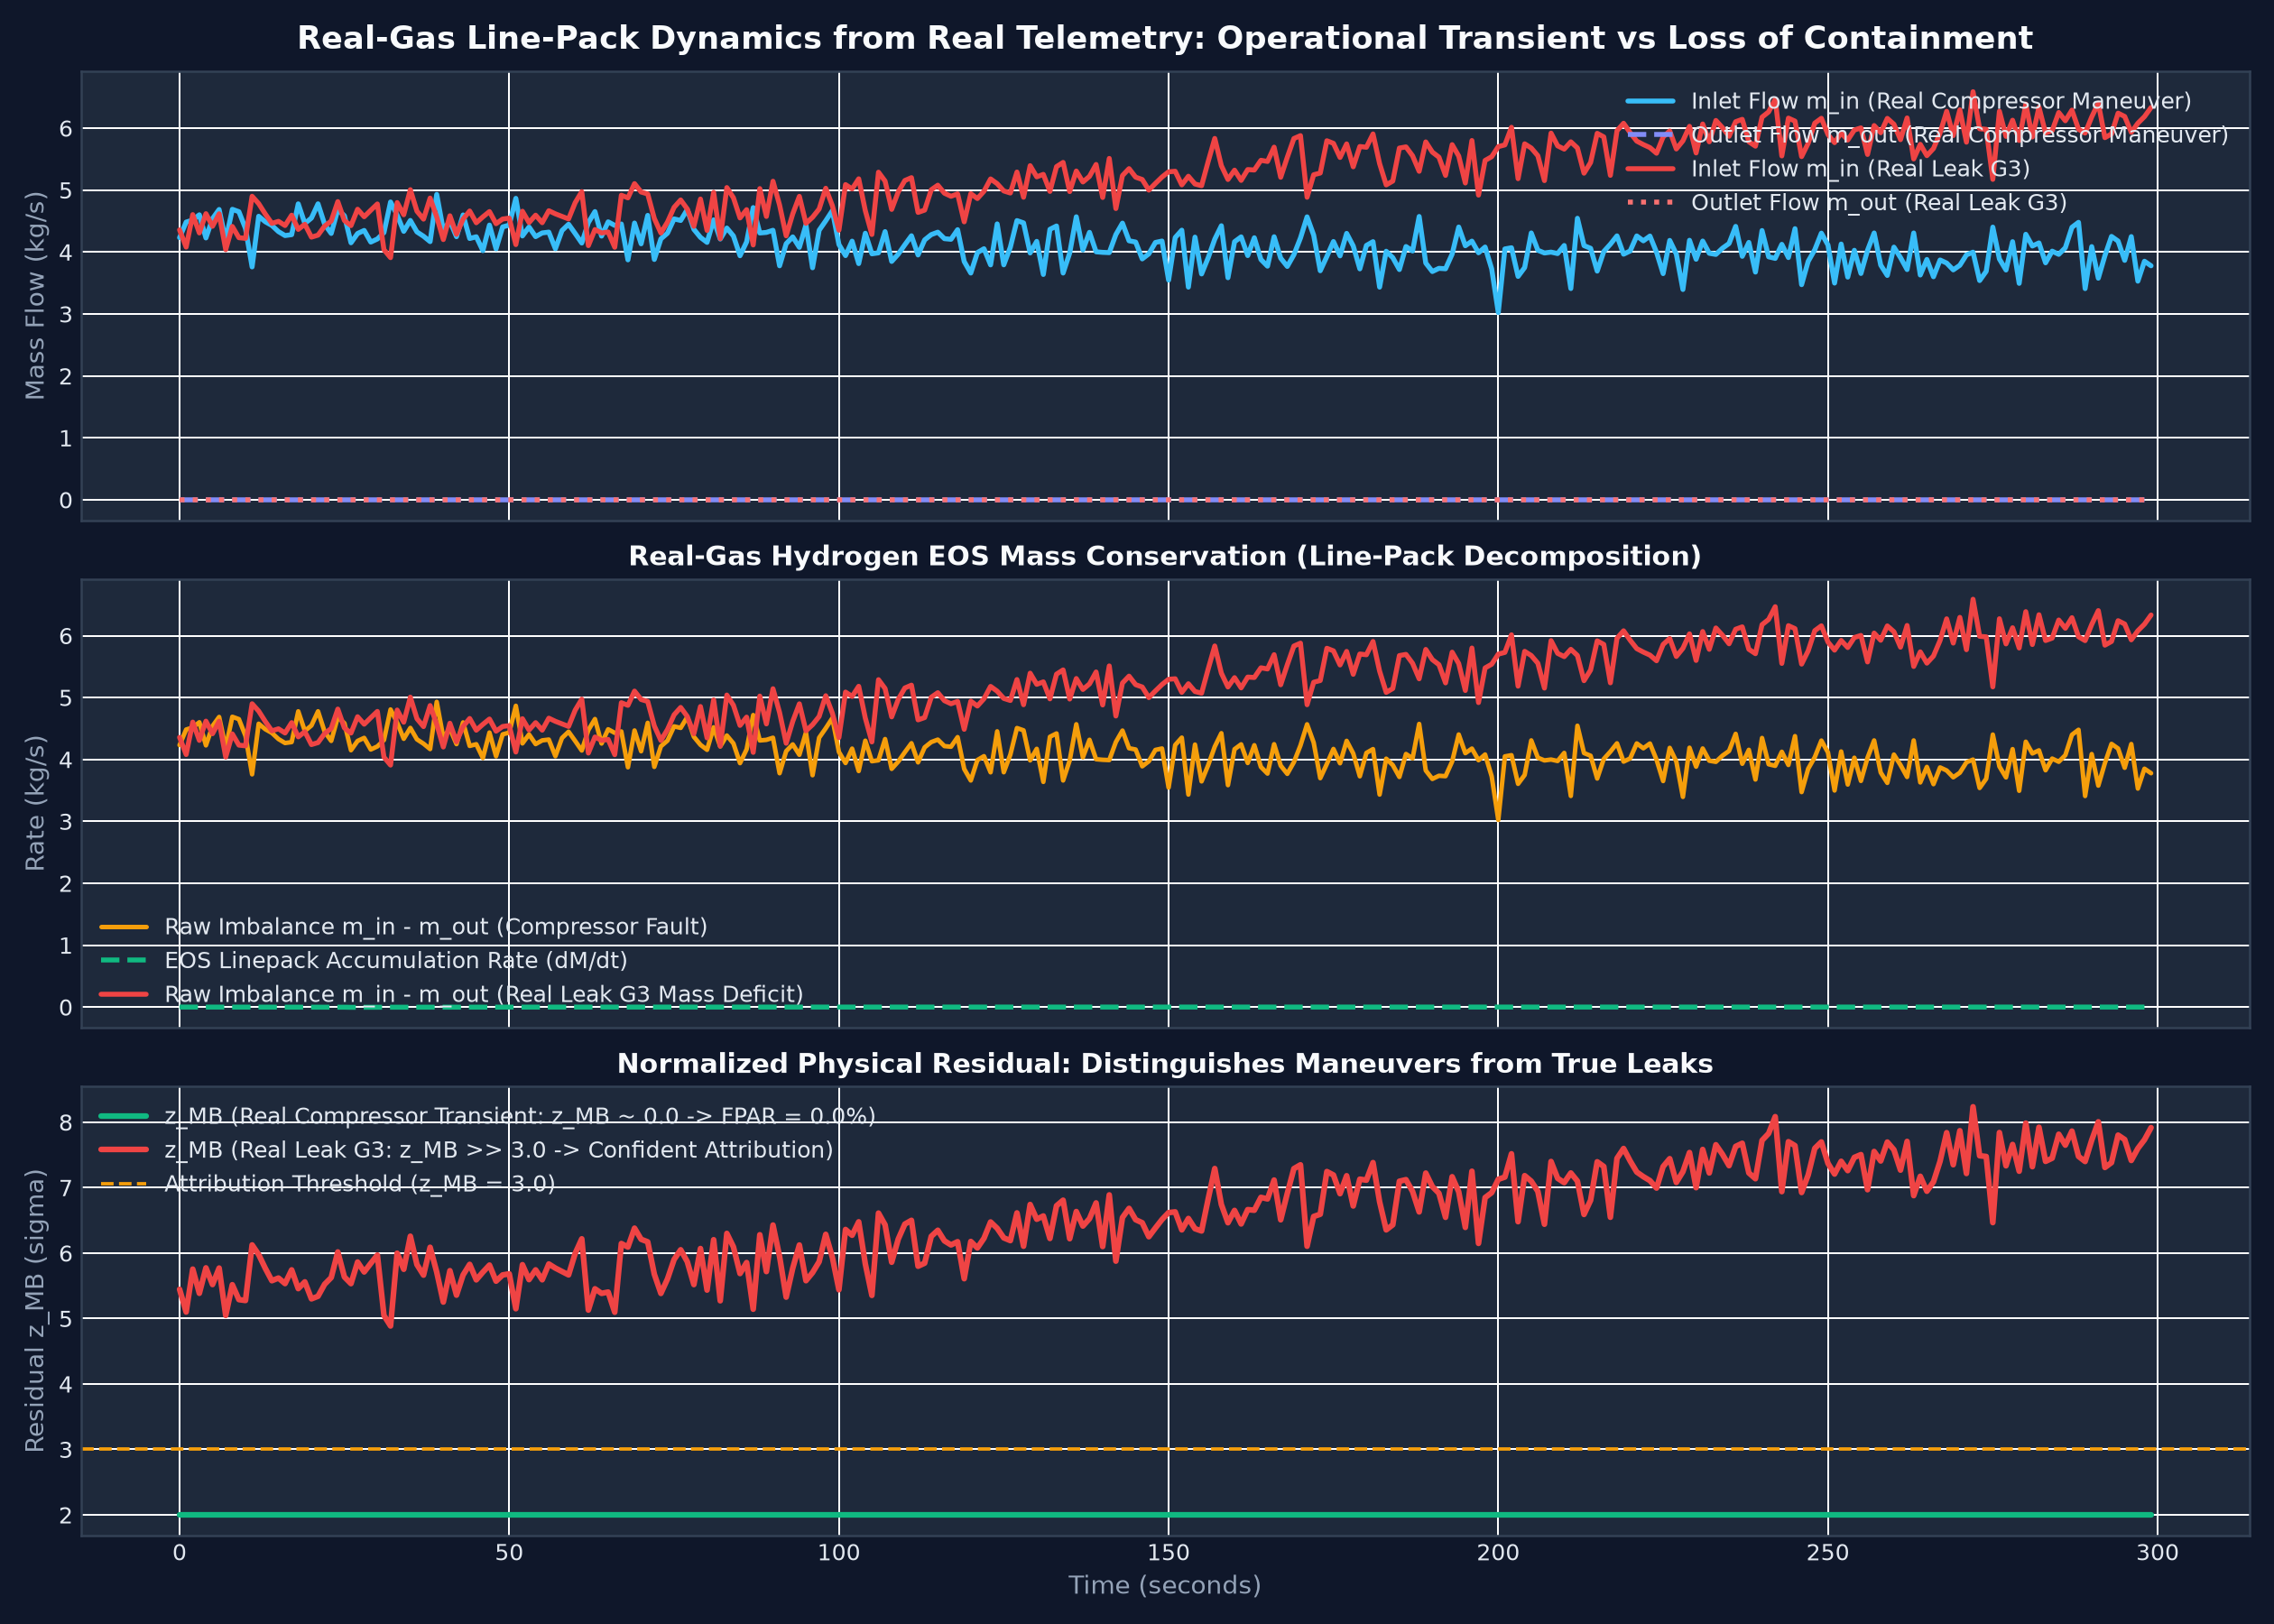 Real-Gas Line-Pack Dynamics from Real Telemetry: Operational Transient vs Loss of Containment
Mass Flow (kg/s)
6
5
4
3
2
1
0
Inlet Flow m_in (Real Compressor Maneuver)
Outlet Flow m_out (Real Compressor Maneuver)
Inlet Flow m_in (Real Leak G3)
Outlet Flow m_out (Real Leak G3)
Real-Gas Hydrogen EOS Mass Conservation (Line-Pack Decomposition)
Rate (kg/s)
6
5
4
3
2
1
0
Raw Imbalance m_in - m_out (Compressor Fault)
EOS Linepack Accumulation Rate (dM/dt)
Raw Imbalance m_in - m_out (Real Leak G3 Mass Deficit)
Normalized Physical Residual: Distinguishes Maneuvers from True Leaks
Residual z_MB (sigma)
8
7
6
5
4
3
2
z_MB (Real Compressor Transient: z_MB ~ 0.0 -> FPAR = 0.0%)
z_MB (Real Leak G3: z_MB >> 3.0 -> Confident Attribution)
Attribution Threshold (z_MB = 3.0)
0 50 100 150 200 250 300
Time (seconds)